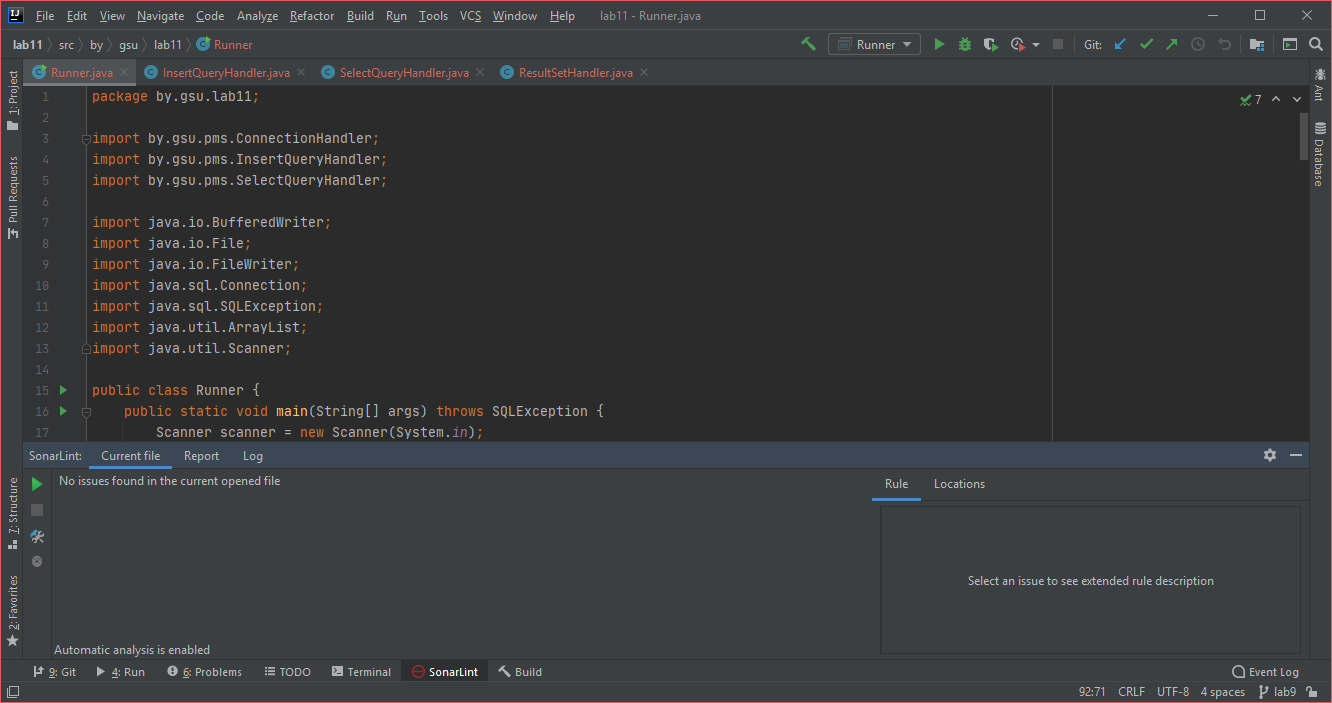 File Edit View Navigate Code Analyze Refactor Build Run Tools VCS Window Help lab11 - Runner.java
lab11 src by gsu lab11 Runner Runner Git:
Runner.java InsertQueryHandler.java SelectQueryHandler.java ResultSetHandler.java
1: Project
Pull Requests
7: Structure
2: Favorites
Ant
Database
7
1 package by.gsu.lab11;
2
3 import by.gsu.pms.ConnectionHandler;
4 import by.gsu.pms.InsertQueryHandler;
5 import by.gsu.pms.SelectQueryHandler;
6
7 import java.io.BufferedWriter;
8 import java.io.File;
9 import java.io.FileWriter;
10 import java.sql.Connection;
11 import java.sql.SQLException;
12 import java.util.ArrayList;
13 import java.util.Scanner;
14
15 public class Runner {
16 public static void main(String[] args) throws SQLException {
17 Scanner scanner = new Scanner(System.in);
SonarLint: Current file Report Log
No issues found in the current opened file
Rule Locations
Select an issue to see extended rule description
Automatic analysis is enabled
9: Git 4: Run 6: Problems TODO Terminal SonarLint Build Event Log
92:71 CRLF UTF-8 4 spaces lab9